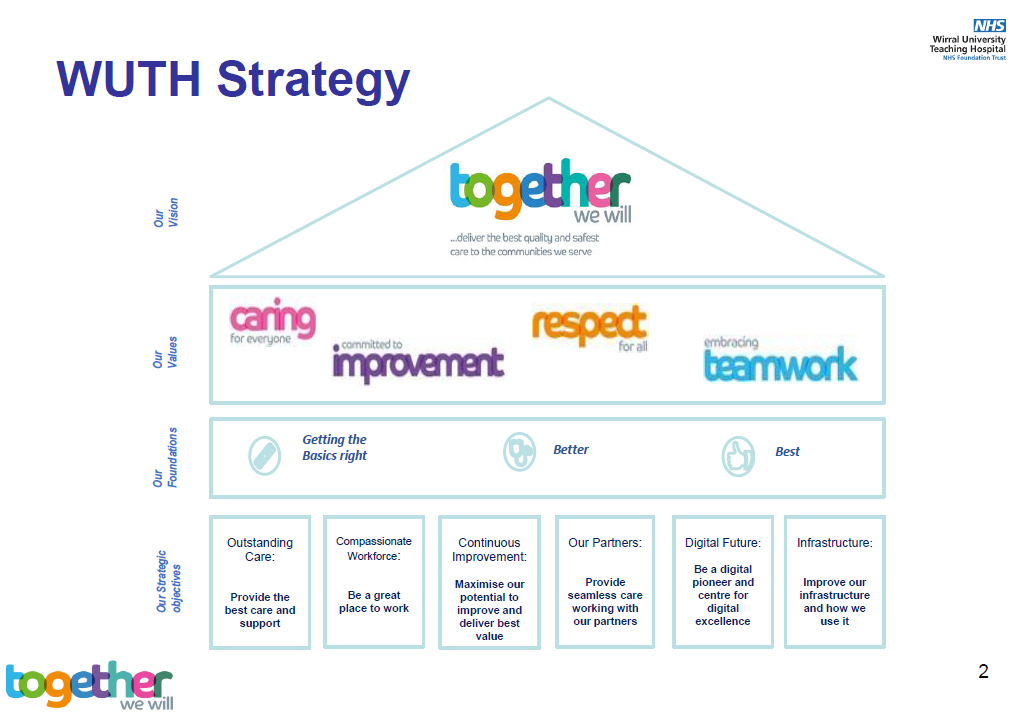 NHS
Wirral University
Teaching Hospital
NHS Foundation Trust
WUTH Strategy
Our
Vision
together
we will
...deliver the best quality and safest
care to the communities we serve
Our
Values
caring
for everyone
committed to
improvement
respect
for all
embracing
teamwork
Our
Foundations
Getting the
Basics right
Better
Best
Our Strategic
objectives
Outstanding
Care:
Provide the
best care and
support
Compassionate
Workforce:
Be a great
place to work
Continuous
Improvement:
Maximise our
potential to
improve and
deliver best
value
Our Partners:
Provide
seamless care
working with
our partners
Digital Future:
Be a digital
pioneer and
centre for
digital
excellence
Infrastructure:
Improve our
infrastructure
and how we
use it
together
we will
2